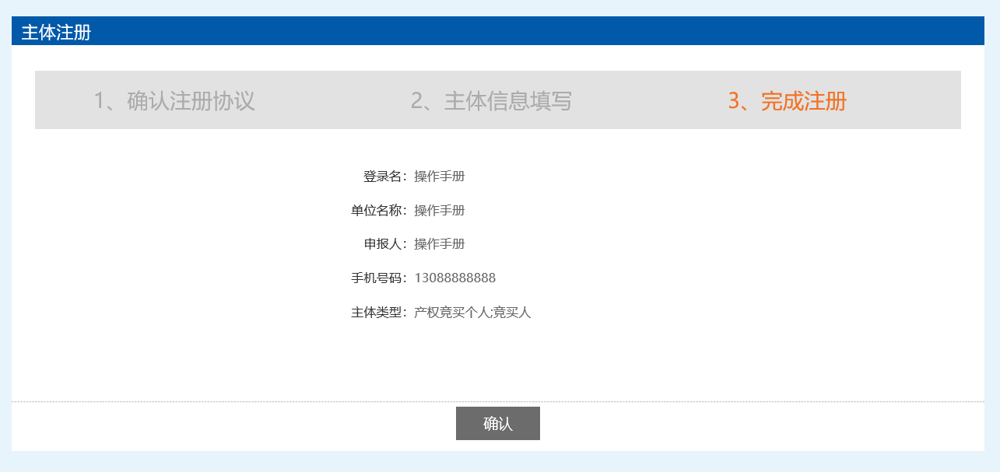 主体注册
1、确认注册协议 2、主体信息填写 3、完成注册
登录名：操作手册
单位名称：操作手册
申报人：操作手册
手机号码：13088888888
主体类型：产权竞买个人;竞买人
确认